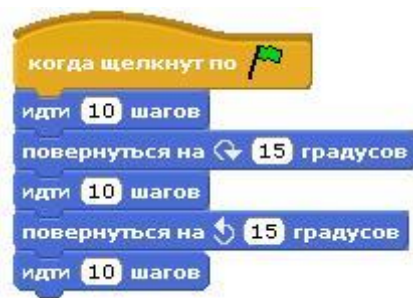 когда щелкнут по
идти 10 шагов
повернуться на 15 градусов
идти 10 шагов
повернуться на 15 градусов
идти 10 шагов